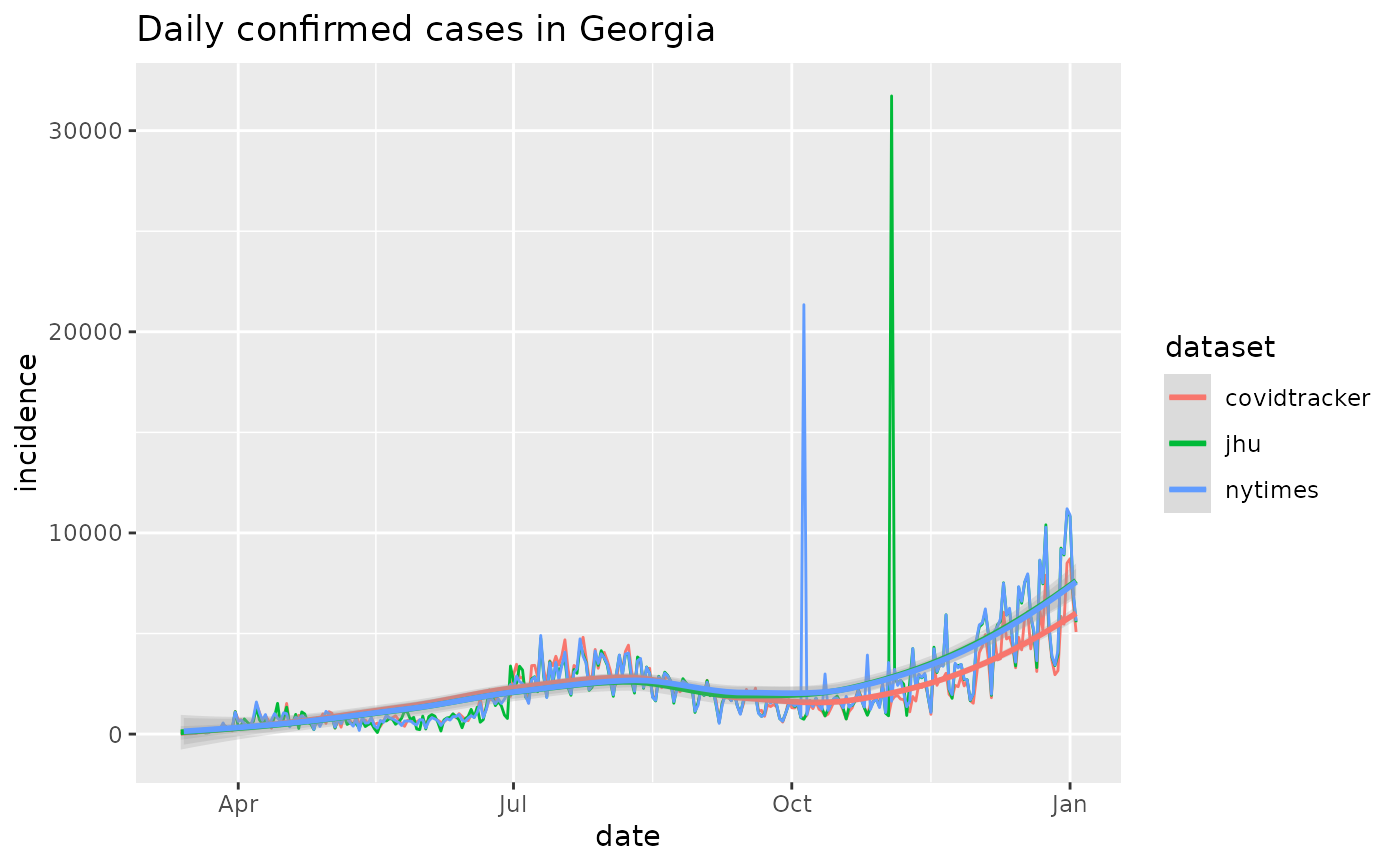 Daily confirmed cases in Georgia
30000
20000
10000
0
incidence
Apr
Jul
Oct
Jan
date
dataset
covidtracker
jhu
nytimes